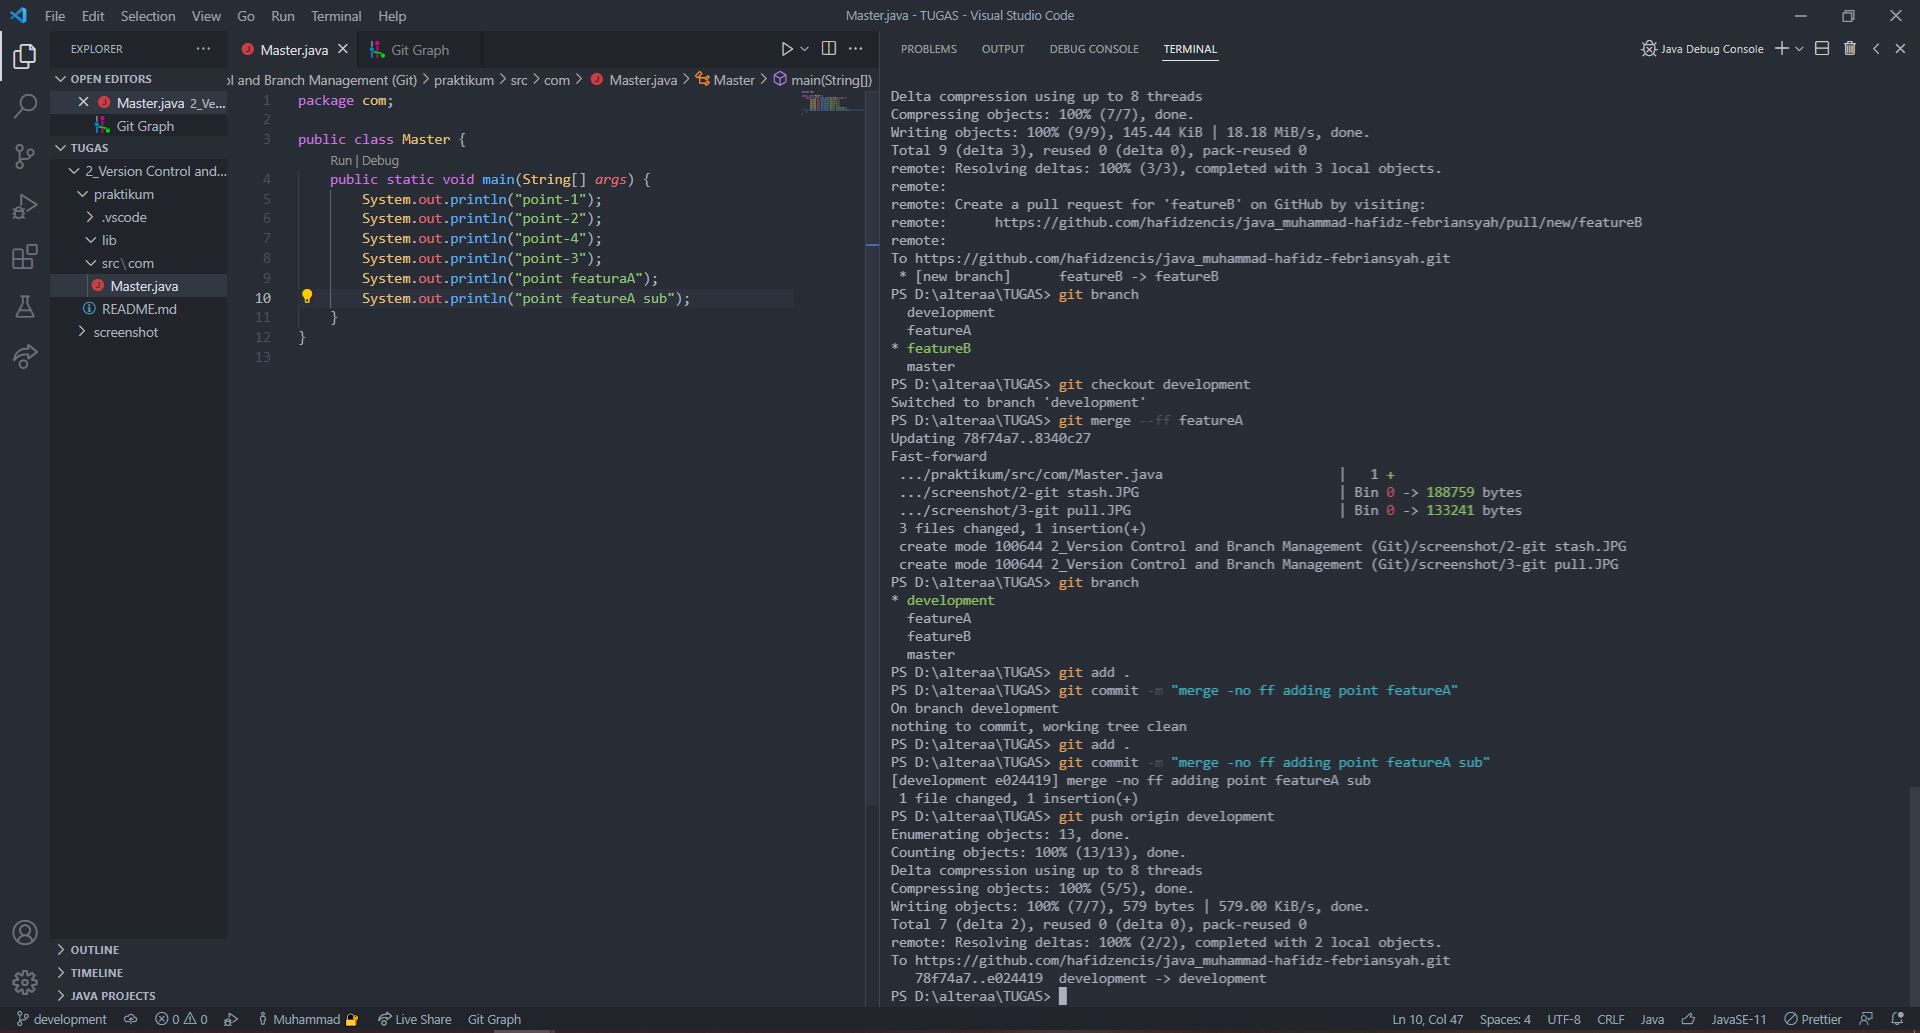 File Edit Selection View Go Run Terminal Help
Master.java - TUGAS - Visual Studio Code
EXPLORER
OPEN EDITORS
Master.java 2_Ve...
Git Graph
TUGAS
2_Version Control and...
praktikum
.vscode
lib
src\com
Master.java
README.md
screenshot
OUTLINE
TIMELINE
JAVA PROJECTS
Master.java
Git Graph
ol and Branch Management (Git) > praktikum > src > com > Master.java > Master > main(String[])
1 package com;
2
3 public class Master {
Run | Debug
4 public static void main(String[] args) {
5 System.out.println("point-1");
6 System.out.println("point-2");
7 System.out.println("point-4");
8 System.out.println("point-3");
9 System.out.println("point featuraA");
10 System.out.println("point featureA sub");
11 }
12 }
13
PROBLEMS OUTPUT DEBUG CONSOLE TERMINAL
Java Debug Console
Delta compression using up to 8 threads
Compressing objects: 100% (7/7), done.
Writing objects: 100% (9/9), 145.44 KiB | 18.18 MiB/s, done.
Total 9 (delta 3), reused 0 (delta 0), pack-reused 0
remote: Resolving deltas: 100% (3/3), completed with 3 local objects.
remote:
remote: Create a pull request for 'featureB' on GitHub by visiting:
remote:      https://github.com/hafidzencis/java_muhammad-hafidz-febriansyah/pull/new/featureB
remote:
To https://github.com/hafidzencis/java_muhammad-hafidz-febriansyah.git
* [new branch]      featureB -> featureB
PS D:\alteraa\TUGAS> git branch
development
featureA
* featureB
master
PS D:\alteraa\TUGAS> git checkout development
Switched to branch 'development'
PS D:\alteraa\TUGAS> git merge --ff featureA
Updating 78f74a7..8340c27
Fast-forward
.../praktikum/src/com/Master.java | 1 +
.../screenshot/2-git stash.JPG | Bin 0 -> 188759 bytes
.../screenshot/3-git pull.JPG | Bin 0 -> 133241 bytes
3 files changed, 1 insertion(+)
create mode 100644 2_Version Control and Branch Management (Git)/screenshot/2-git stash.JPG
create mode 100644 2_Version Control and Branch Management (Git)/screenshot/3-git pull.JPG
PS D:\alteraa\TUGAS> git branch
* development
featureA
featureB
master
PS D:\alteraa\TUGAS> git add .
PS D:\alteraa\TUGAS> git commit -m "merge -no ff adding point featureA"
On branch development
nothing to commit, working tree clean
PS D:\alteraa\TUGAS> git add .
PS D:\alteraa\TUGAS> git commit -m "merge -no ff adding point featureA sub"
[development e024419] merge -no ff adding point featureA sub
1 file changed, 1 insertion(+)
PS D:\alteraa\TUGAS> git push origin development
Enumerating objects: 13, done.
Counting objects: 100% (13/13), done.
Delta compression using up to 8 threads
Compressing objects: 100% (5/5), done.
Writing objects: 100% (7/7), 579 bytes | 579.00 KiB/s, done.
Total 7 (delta 2), reused 0 (delta 0), pack-reused 0
remote: Resolving deltas: 100% (2/2), completed with 2 local objects.
To https://github.com/hafidzencis/java_muhammad-hafidz-febriansyah.git
78f74a7..e024419  development -> development
PS D:\alteraa\TUGAS>
development 0 0 Muhammad Live Share Git Graph
Ln 10, Col 47 Spaces: 4 UTF-8 CRLF Java JavaSE-11 Prettier